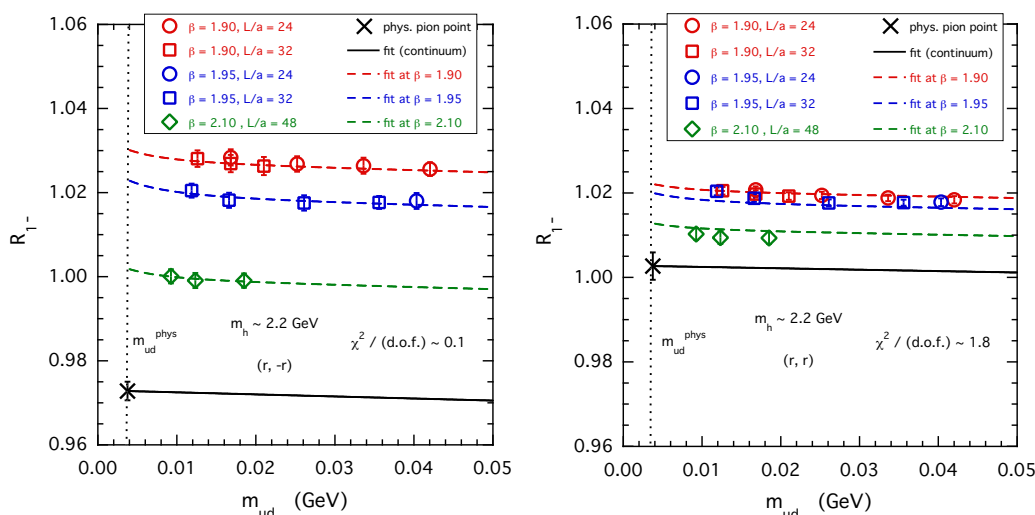 1.06
1.04
1.02
1.00
0.98
0.96
R₁-
β = 1.90, L/a = 24
β = 1.90, L/a = 32
β = 1.95, L/a = 24
β = 1.95, L/a = 32
β = 2.10 , L/a = 48
phys. pion point
fit (continuum)
fit at β = 1.90
fit at β = 1.95
fit at β = 2.10
m_ud^phys
m_h ~ 2.2 GeV
(r, -r)
χ² / (d.o.f.) ~ 0.1
0.00 0.01 0.02 0.03 0.04 0.05
m_ud (GeV)
1.06
1.04
1.02
1.00
0.98
0.96
R₁-
β = 1.90, L/a = 24
β = 1.90, L/a = 32
β = 1.95, L/a = 24
β = 1.95, L/a = 32
β = 2.10 , L/a = 48
phys. pion point
fit (continuum)
fit at β = 1.90
fit at β = 1.95
fit at β = 2.10
m_ud^phys
m_h ~ 2.2 GeV
(r, r)
χ² / (d.o.f.) ~ 1.8
0.00 0.01 0.02 0.03 0.04 0.05
m_ud (GeV)